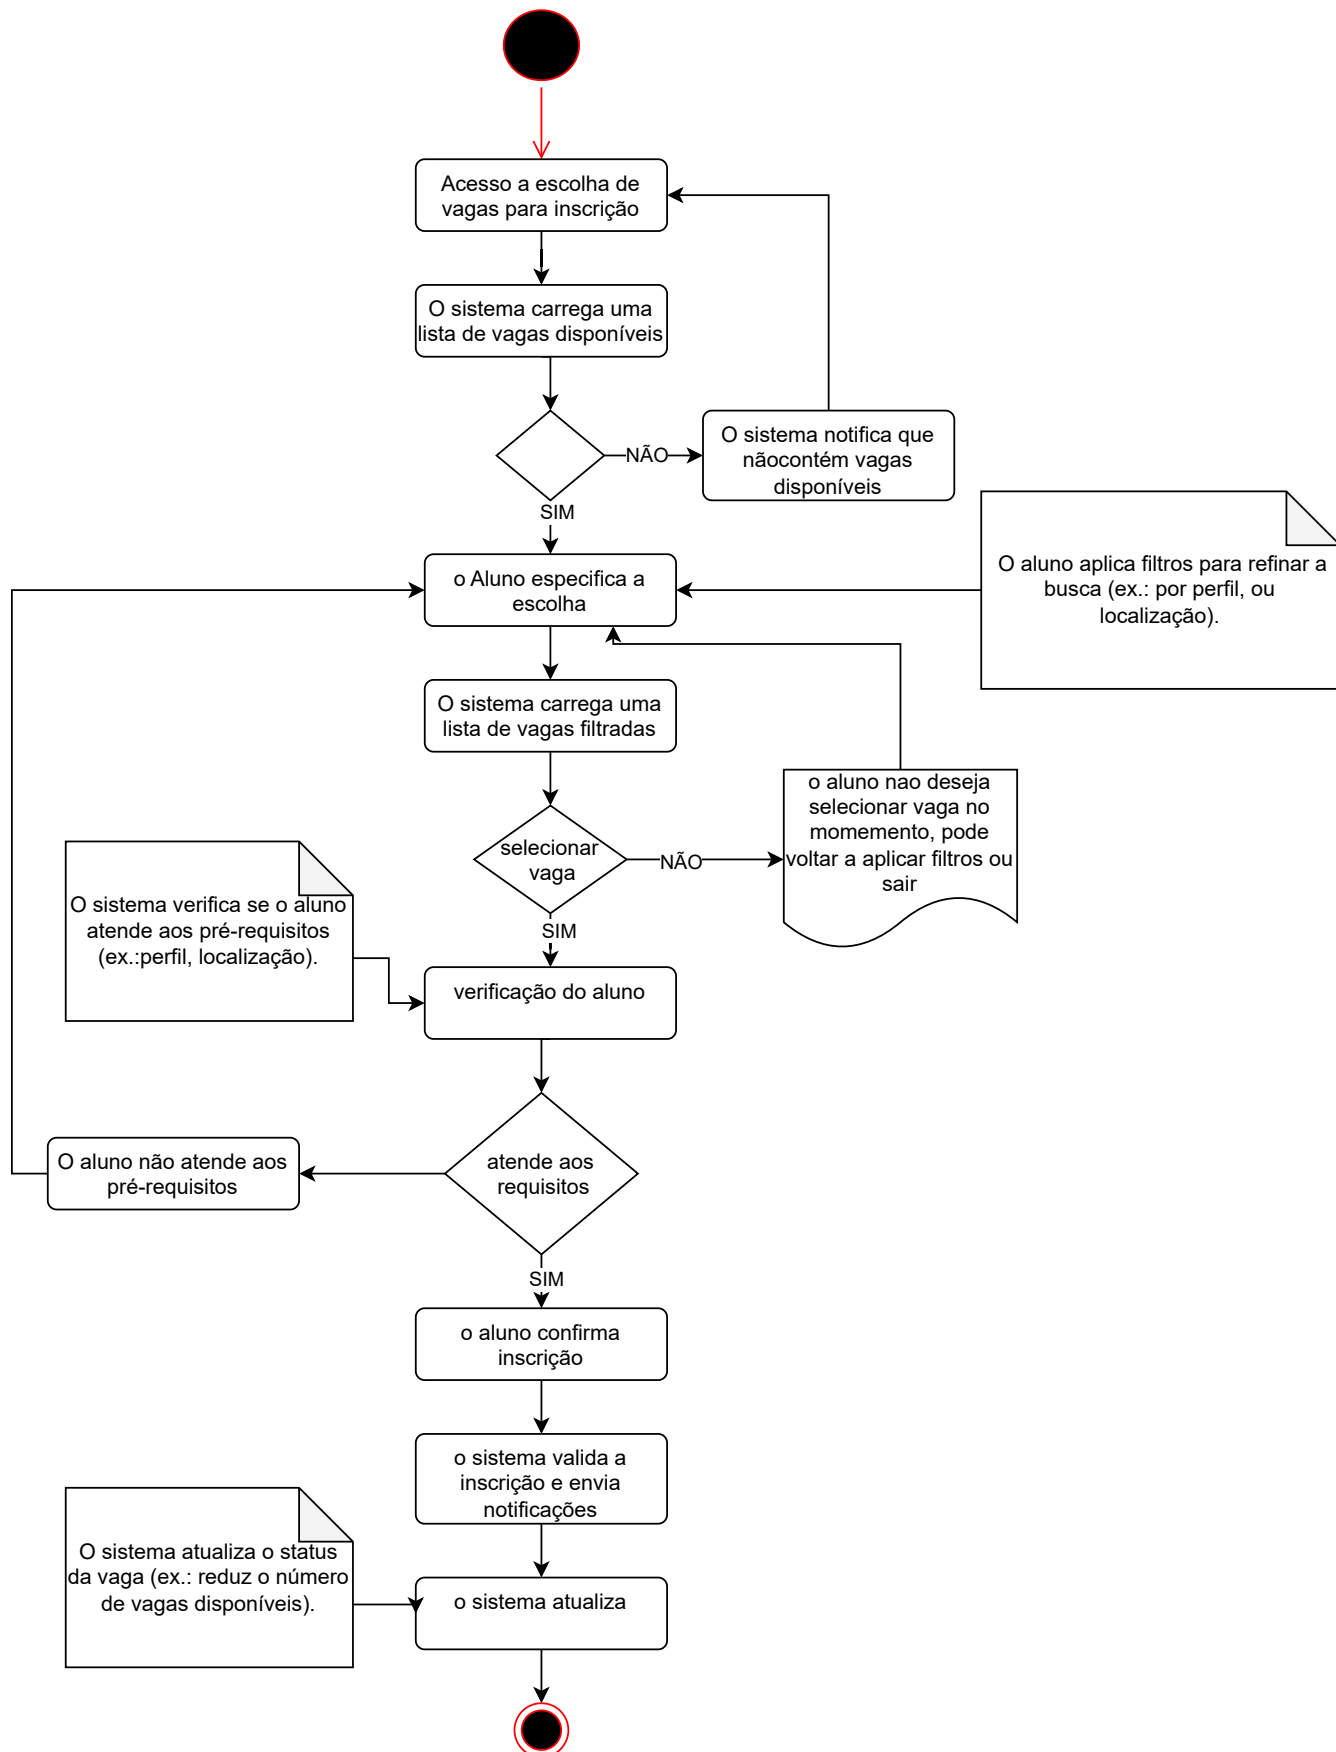 Acesso a escolha de
vagas para inscrição
O sistema carrega uma
lista de vagas disponíveis
NÃO
O sistema notifica que
nãocontém vagas
disponíveis
SIM
o Aluno especifica a
escolha
O aluno aplica filtros para refinar a
busca (ex.: por perfil, ou
localização).
O sistema carrega uma
lista de vagas filtradas
selecionar
vaga
NÃO
o aluno nao deseja
selecionar vaga no
momemento, pode
voltar a aplicar filtros ou
sair
SIM
O sistema verifica se o aluno
atende aos pré-requisitos
(ex.:perfil, localização).
verificação do aluno
atende aos
requisitos
O aluno não atende aos
pré-requisitos
SIM
o aluno confirma
inscrição
o sistema valida a
inscrição e envia
notificações
O sistema atualiza o status
da vaga (ex.: reduz o número
de vagas disponíveis).
o sistema atualiza